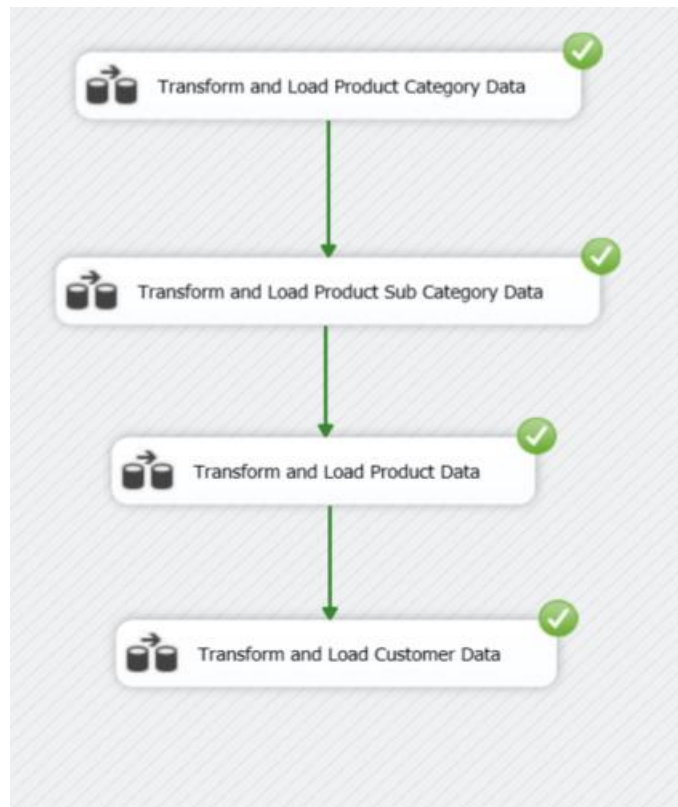 Transform and Load Product Category Data
Transform and Load Product Sub Category Data
Transform and Load Product Data
Transform and Load Customer Data